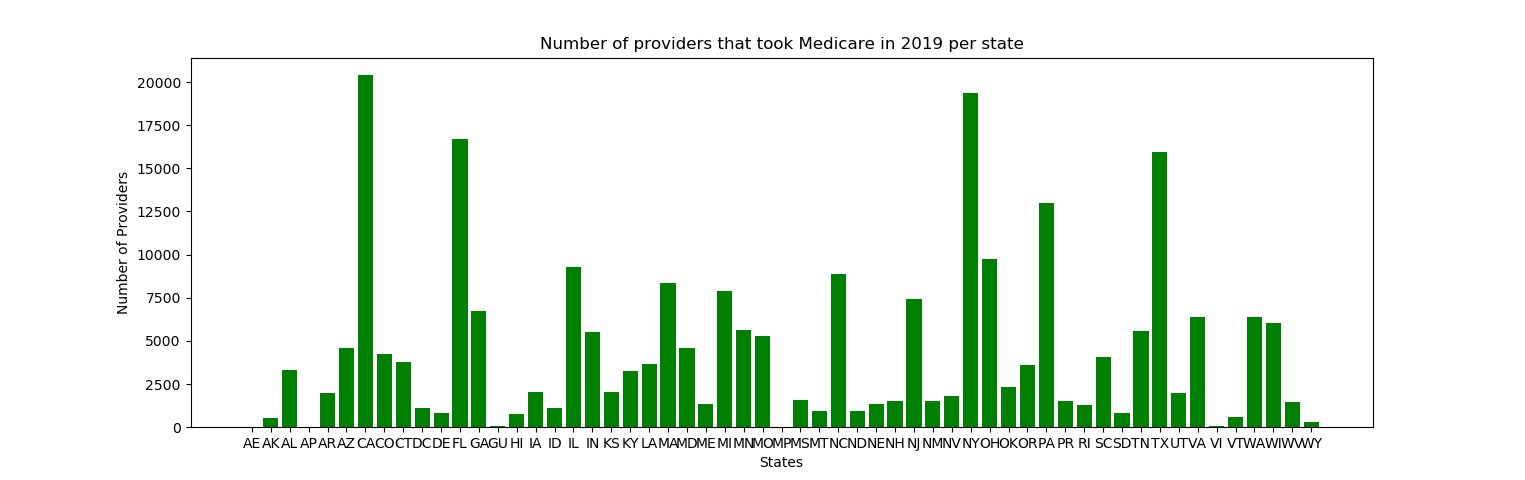 Number of providers that took Medicare in 2019 per state
20000
17500
15000
12500
10000
7500
5000
2500
0
Number of Providers
AE AK AL AP AR AZ CA CO CT DC DE FL GA GU HI IA ID IL IN KS KY LA MA MD ME MI MN MO MP MS MT NC ND NE NH NJ NM NV NY OH OK OR PA PR RI SC SD TN TX UT VA VI VT WA WI WV WY
States